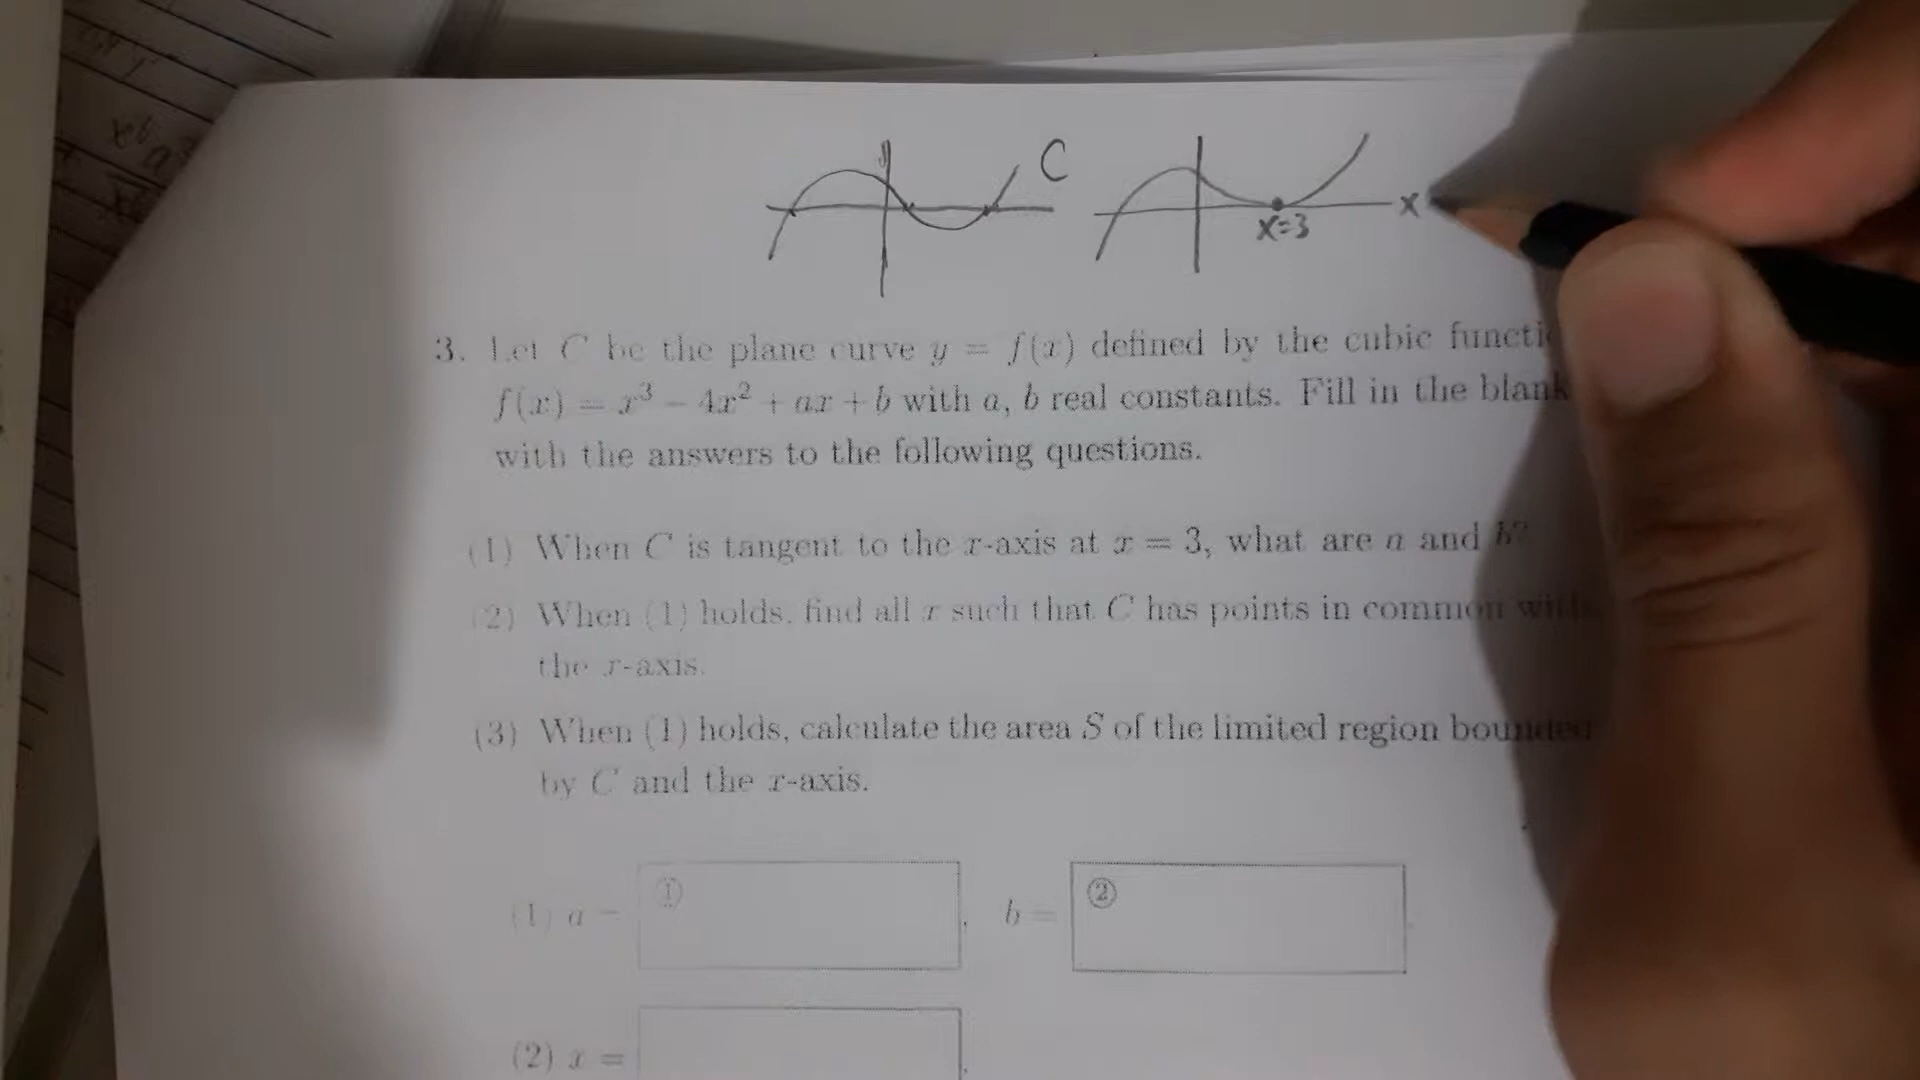 C
x
x=3
3. Let C be the plane curve y = f(x) defined by the cubic
f(x) = x³ − 4x² + ax + b with a, b real constants. Fill in the blank
with the answers to the following questions.
(1) When C is tangent to the x-axis at x = 3, what are a and b?
(2) When (1) holds, find all x such that C has points in common with
the x-axis.
(3) When (1) holds, calculate the area S of the limited region bounded
by C and the x-axis.
(1) a = ① , b = ②
(2) x =